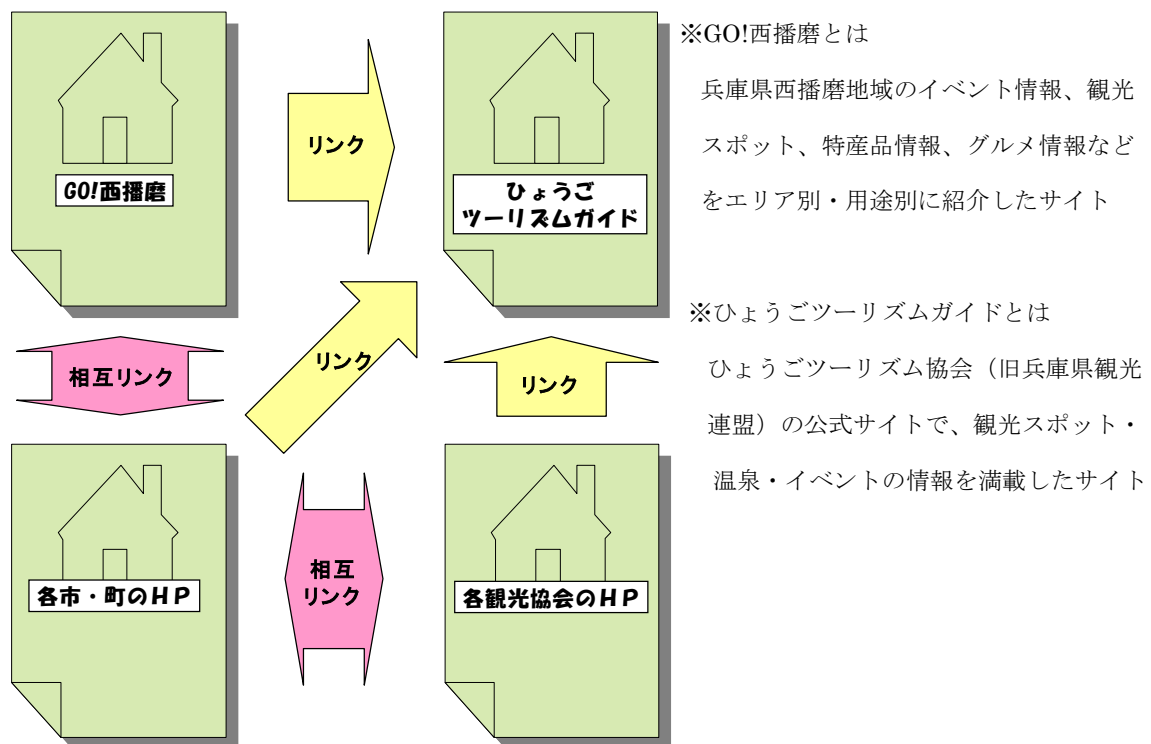 GO!西播磨
リンク
ひょうご
ツーリズムガイド
※GO!西播磨とは
兵庫県西播磨地域のイベント情報、観光
スポット、特産品情報、グルメ情報など
をエリア別・用途別に紹介したサイト
相互リンク
リンク
リンク
※ひょうごツーリズムガイドとは
ひょうごツーリズム協会（旧兵庫県観光
連盟）の公式サイトで、観光スポット・
温泉・イベントの情報を満載したサイト
各市・町のＨＰ
相互
リンク
各観光協会のＨＰ